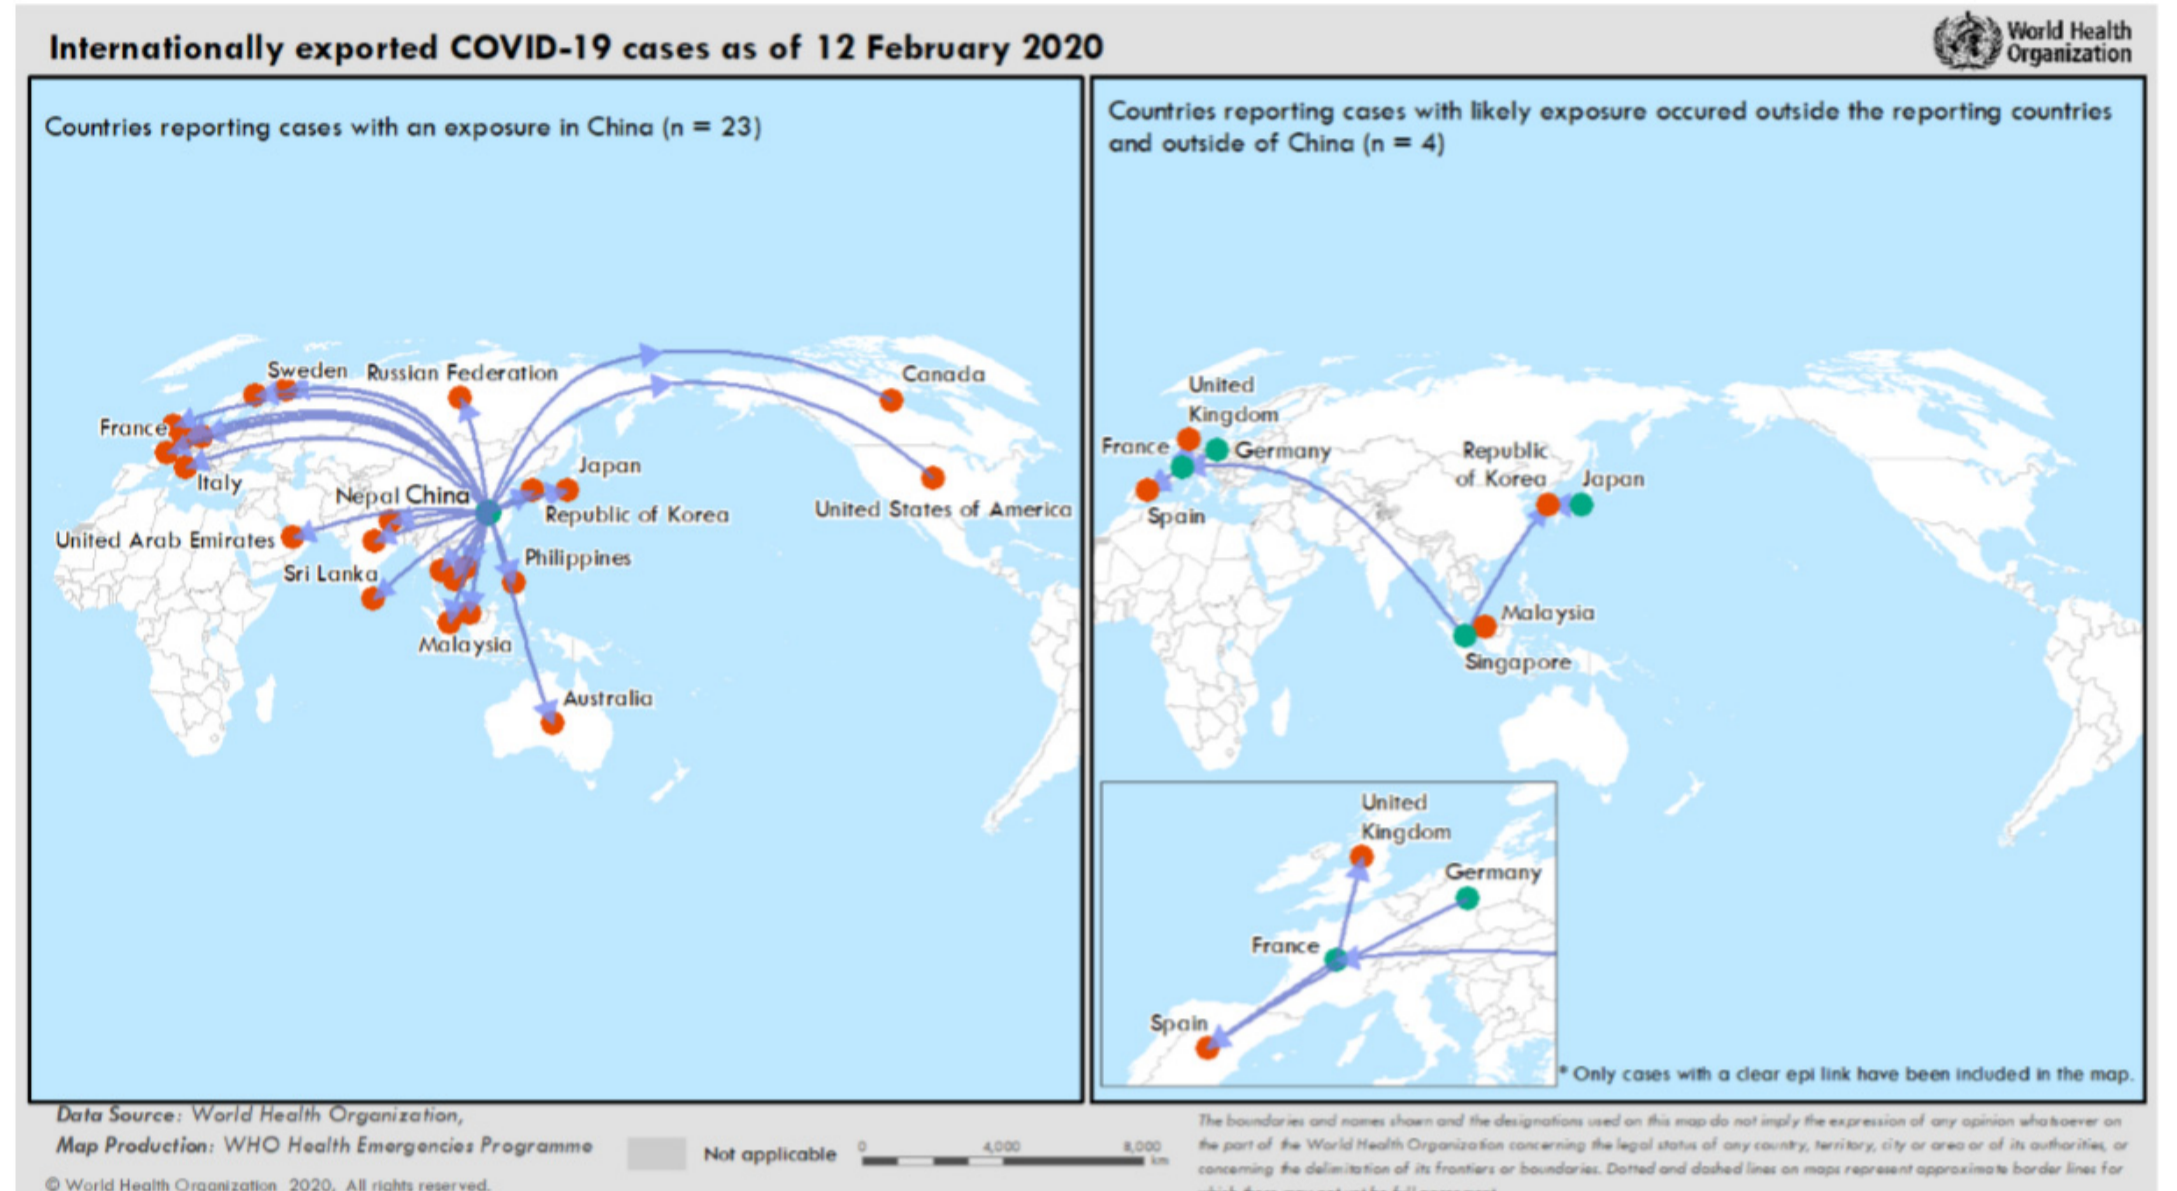 Internationally exported COVID-19 cases as of 12 February 2020
World Health
Organization
Countries reporting cases with an exposure in China (n = 23)
Sweden
Russian Federation
Canada
France
Japan
Italy
Nepal
China
Republic of Korea
United States of America
United Arab Emirates
Philippines
Sri Lanka
Malaysia
Australia
Countries reporting cases with likely exposure occured outside the reporting countries
and outside of China (n = 4)
United
Kingdom
France
Germany
Republic
of Korea
Japan
Spain
Malaysia
Singapore
United
Kingdom
Germany
France
Spain
* Only cases with a clear epi link have been included in the map.
Data Source: World Health Organization,
Map Production: WHO Health Emergencies Programme
© World Health Organization 2020. All rights reserved.
Not applicable
0 4,000 8,000
km
The boundaries and names shown and the designations used on this map do not imply the expression of any opinion whatsoever on
the part of the World Health Organization concerning the legal status of any country, territory, city or area or of its authorities, or
concerning the delimitation of its frontiers or boundaries. Dotted and dashed lines on maps represent approximate border lines for